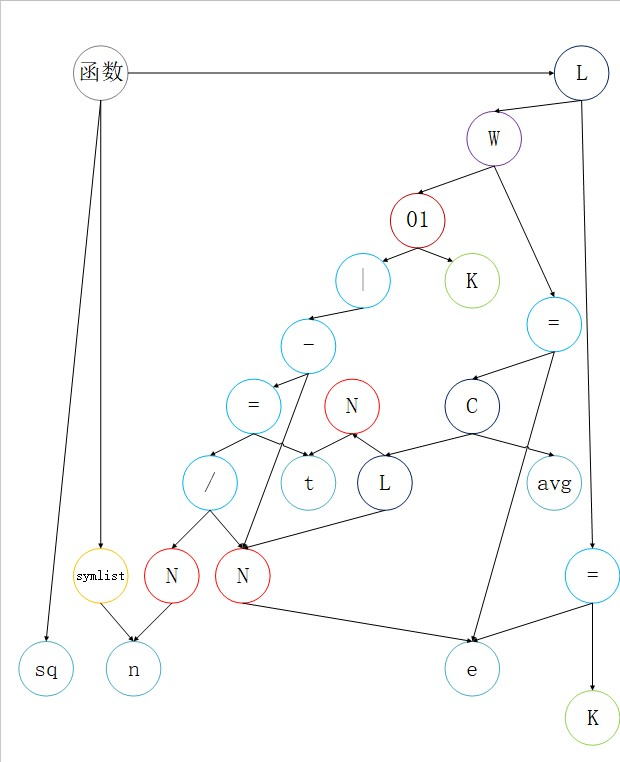 函数
L
W
01
|
K
=
-
=
N
C
/
t
L
avg
symlist
N
N
=
sq
n
e
K